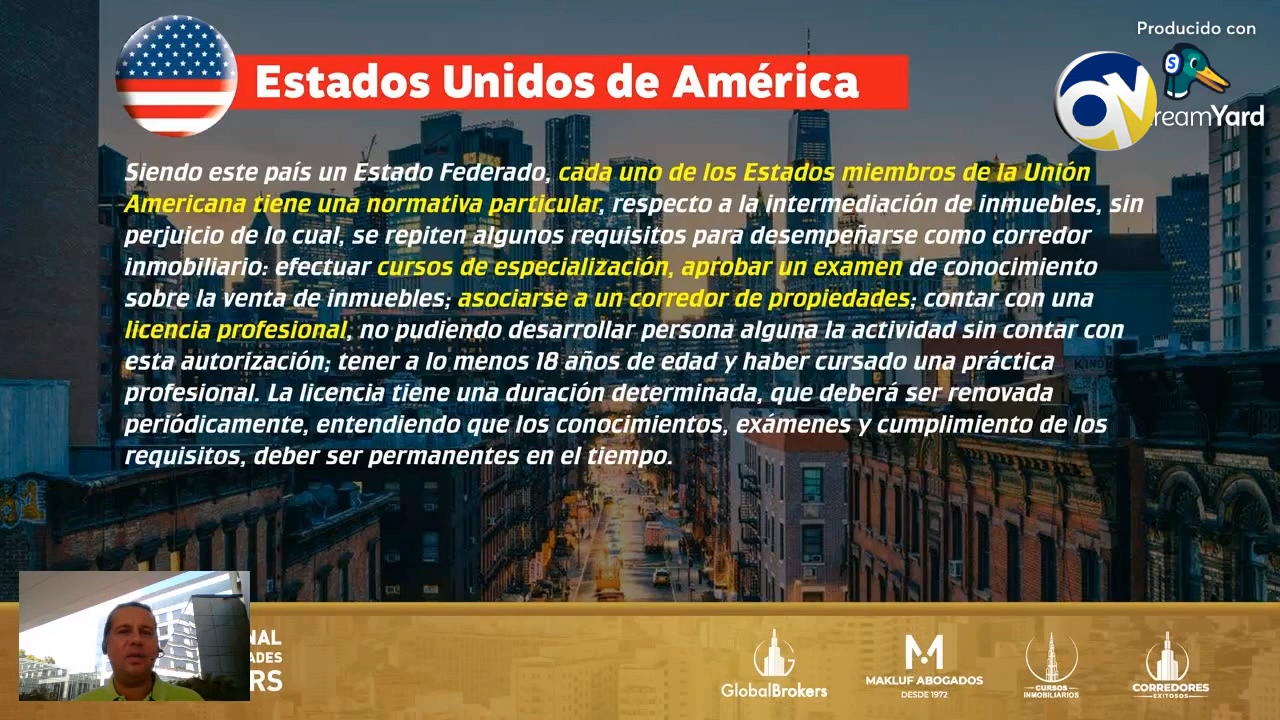 Producido con
Estados Unidos de América
S
ON
reamYard
Siendo este país un Estado Federado, cada uno de los Estados miembros de la Unión
Americana tiene una normativa particular, respecto a la intermediación de inmuebles, sin
perjuicio de lo cual, se repiten algunos requisitos para desempeñarse como corredor
inmobiliario: efectuar cursos de especialización, aprobar un examen de conocimiento
sobre la venta de inmuebles; asociarse a un corredor de propiedades; contar con una
licencia profesional, no pudiendo desarrollar persona alguna la actividad sin contar con
esta autorización; tener a lo menos 18 años de edad y haber cursado una práctica
profesional. La licencia tiene una duración determinada, que deberá ser renovada
periódicamente, entendiendo que los conocimientos, exámenes y cumplimiento de los
requisitos, deber ser permanentes en el tiempo.
NAL
ADES
RS
GlobalBrokers
M
MAKLUF ABOGADOS
DESDE 1972
CURSOS
INMOBILIARIOS
CORREDORES
EXITOSOS